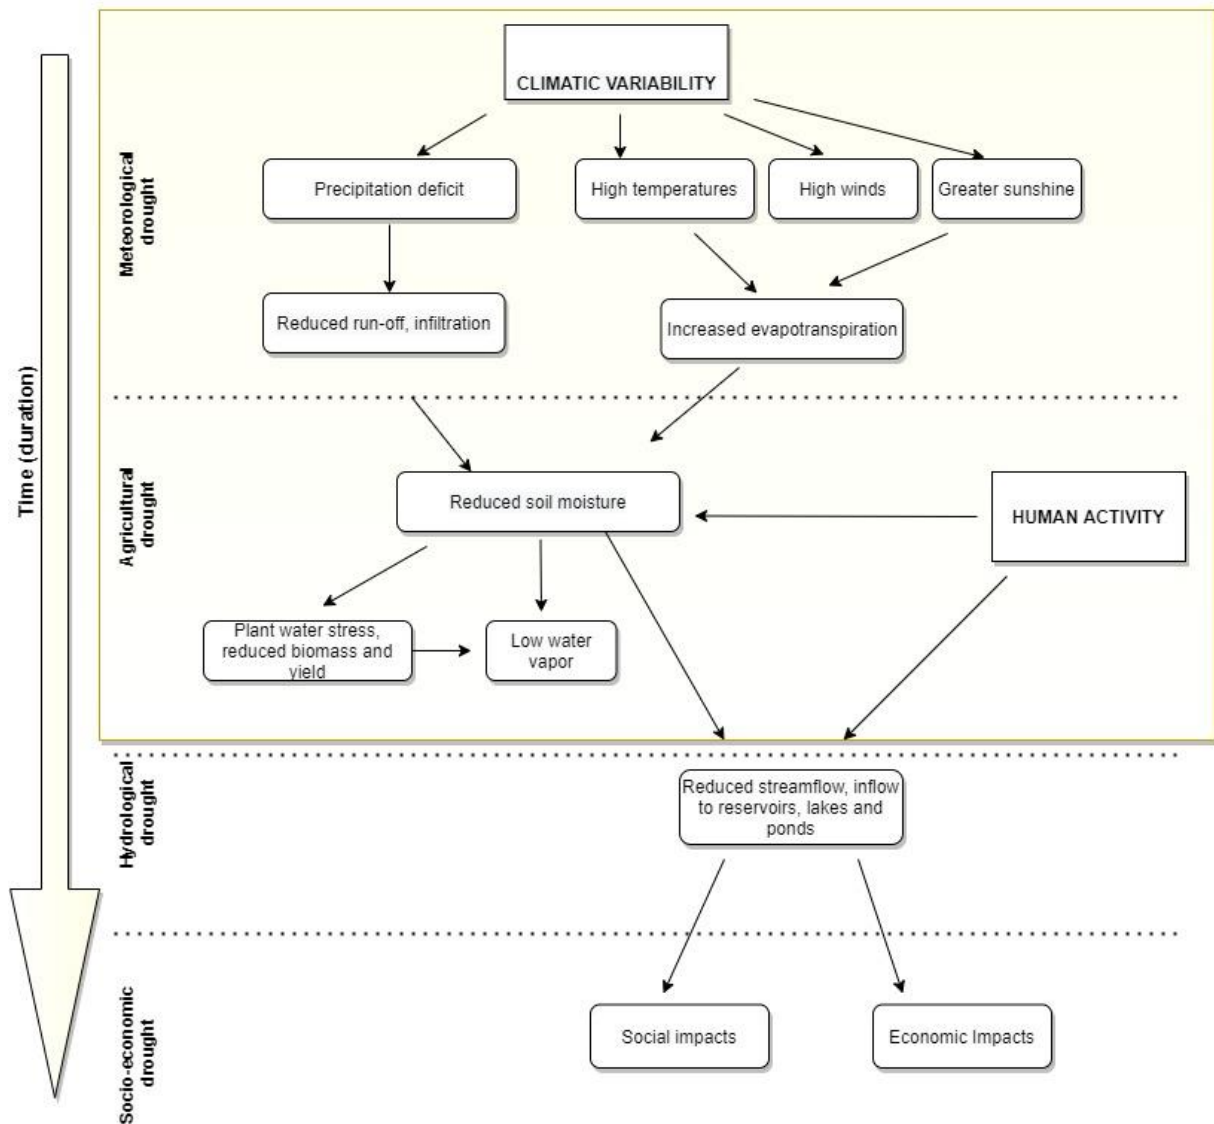 CLIMATIC VARIABILITY
Time (duration)
Meteorological
drought
Precipitation deficit
High temperatures
High winds
Greater sunshine
Reduced run-off, infiltration
Increased evapotranspiration
Agricultural
drought
Reduced soil moisture
HUMAN ACTIVITY
Plant water stress,
reduced biomass and
yield
Low water
vapor
Hydrological
drought
Reduced streamflow, inflow
to reservoirs, lakes and
ponds
Socio-economic
drought
Social impacts
Economic Impacts